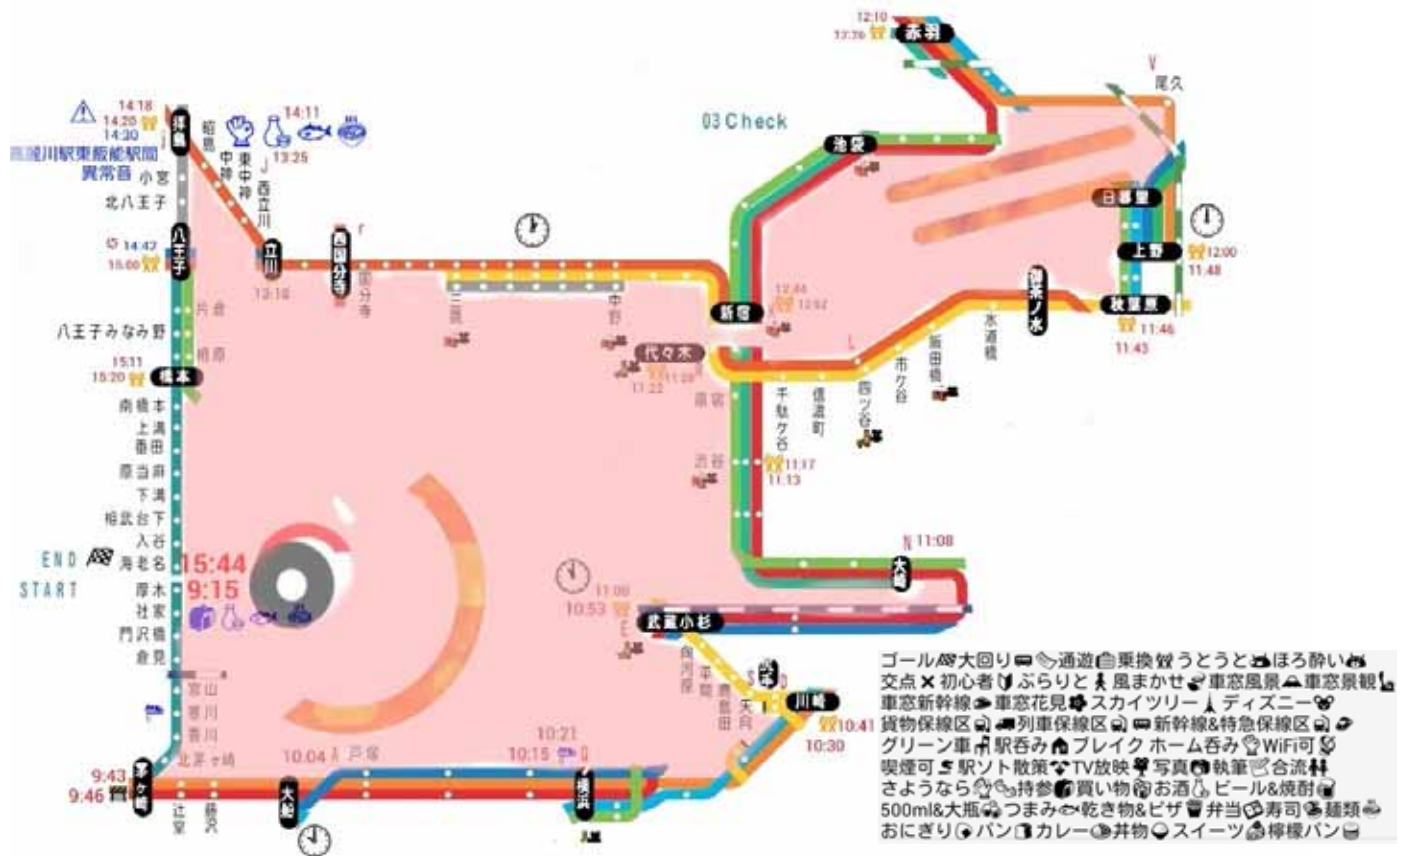 12:10
赤羽
V
尾久
03 Check
池袋
日暮里
上野
12:00
11:48
秋葉原
11:46
11:43
御茶ノ水
水道橋
飯田橋
市ケ谷
四ツ谷
L
信濃町
千駄ケ谷
新宿
代々木
11:22
原宿
渋谷
11:17
11:13
N 11:08
大崎
14:18
14:20
14:30
拝島
昭島
中神
東中神
西立川
14:11
13:25
J
川駅東飯能駅間
異常音
小宮
北八王子
14:47
15:00
八王子
立川
13:10
西国分寺
r
国分寺
三鷹
中野
片倉
八王子みなみ野
相原
15:11
15:20
橋本
南橋本
上溝
番田
原当麻
下溝
相武台下
入谷
END
海老名
15:44
START
厚木
9:15
社家
門沢橋
倉見
宮山
寒川
香川
北茅ヶ崎
9:43
9:46
茅ヶ崎
辻堂
藤沢
10:04 A 戸塚
大船
10:21
10:15
横浜
11:00
10:53
E
武蔵小杉
向河原
平間
鹿島田
矢向
川崎
10:41
10:30
ゴール 大回り 通遊 乗換 うとうと ほろ酔い
交点 初心者 ぶらりと 風まかせ 車窓風景 車窓景観
車窓新幹線 車窓花見 スカイツリー ディズニー
貨物保線区 列車保線区 新幹線&特急保線区
グリーン車 駅呑み ブレイク ホーム呑み WiFi可
喫煙可 駅ソト散策 TV放映 写真 執筆 合流
さようなら 持参 買い物 お酒 ビール&焼酎
500ml&大瓶 つまみ 乾き物&ピザ 弁当 寿司 麺類
おにぎり パン カレー 丼物 スイーツ 檸檬パン